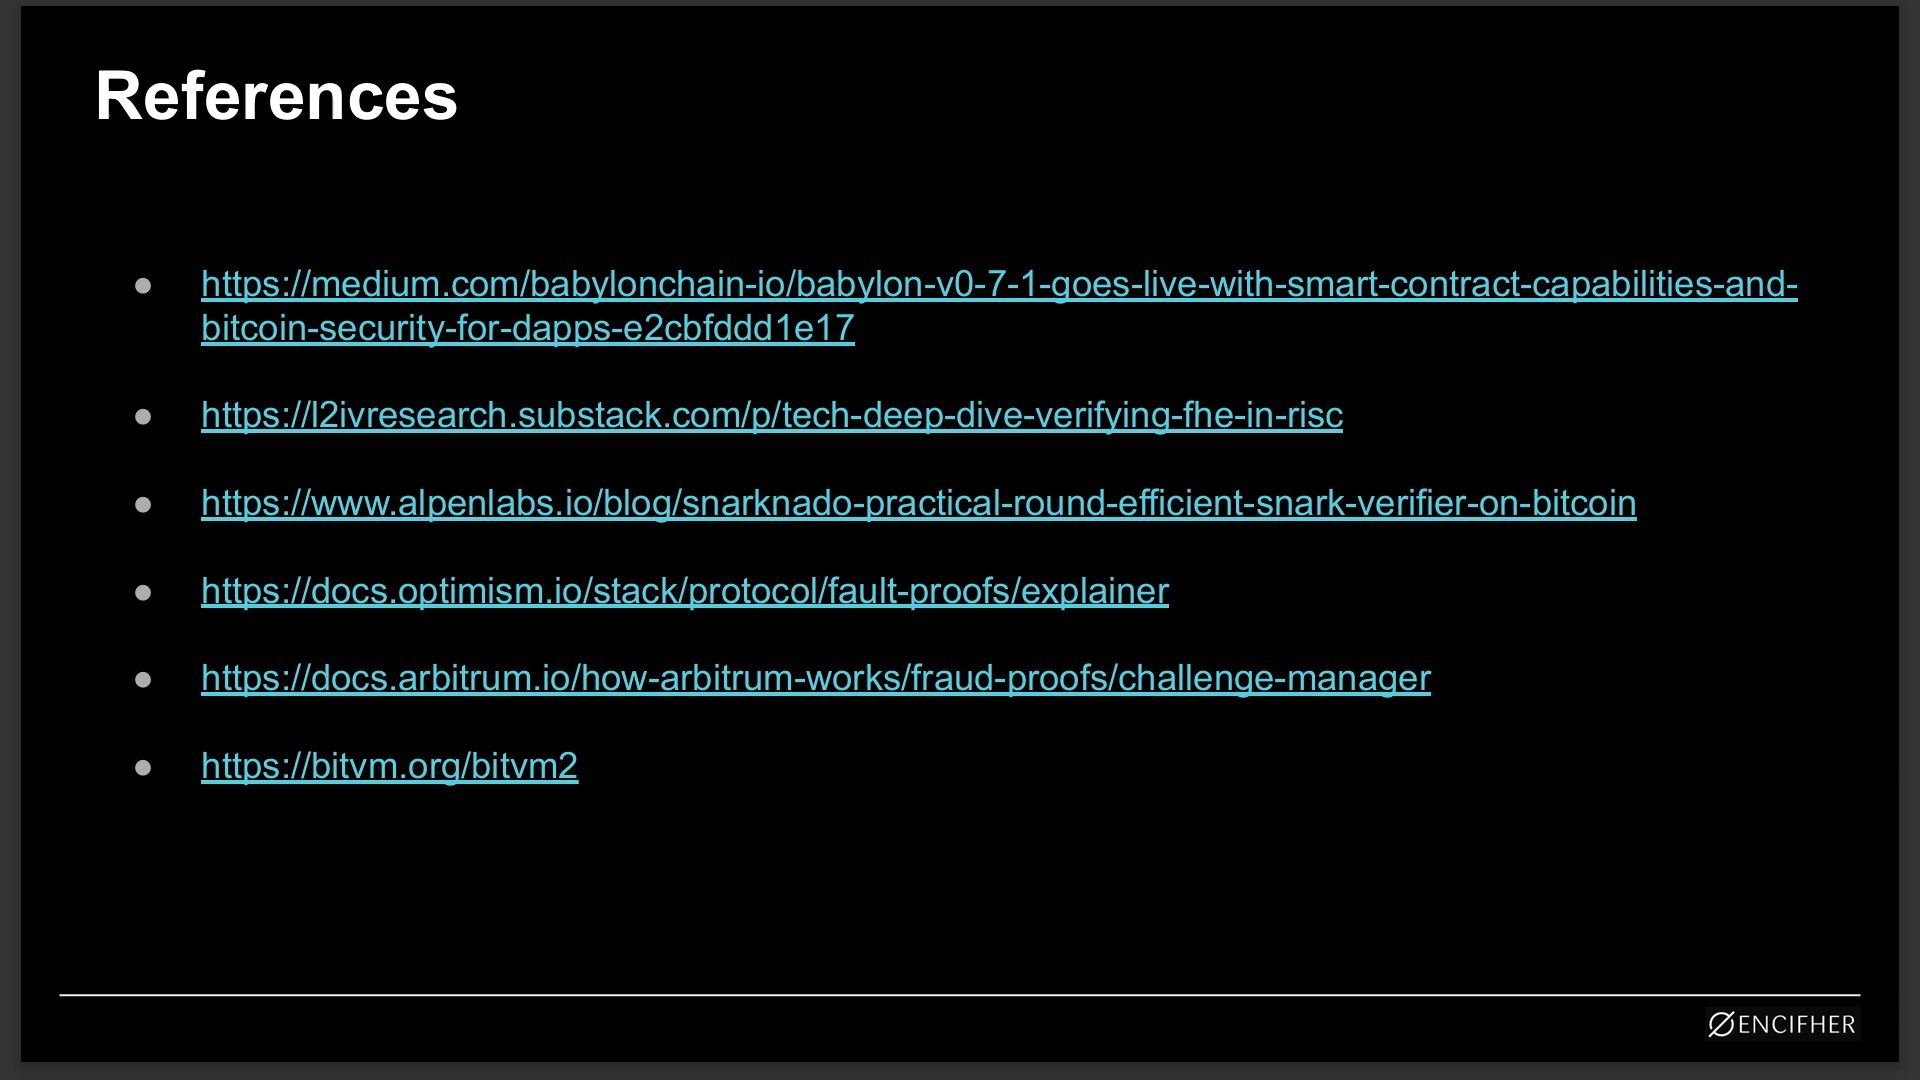 References
https://medium.com/babylonchain-io/babylon-v0-7-1-goes-live-with-smart-contract-capabilities-and-
bitcoin-security-for-dapps-e2cbfddd1e17
https://l2ivresearch.substack.com/p/tech-deep-dive-verifying-fhe-in-risc
https://www.alpenlabs.io/blog/snarknado-practical-round-efficient-snark-verifier-on-bitcoin
https://docs.optimism.io/stack/protocol/fault-proofs/explainer
https://docs.arbitrum.io/how-arbitrum-works/fraud-proofs/challenge-manager
https://bitvm.org/bitvm2
ENCIFHER